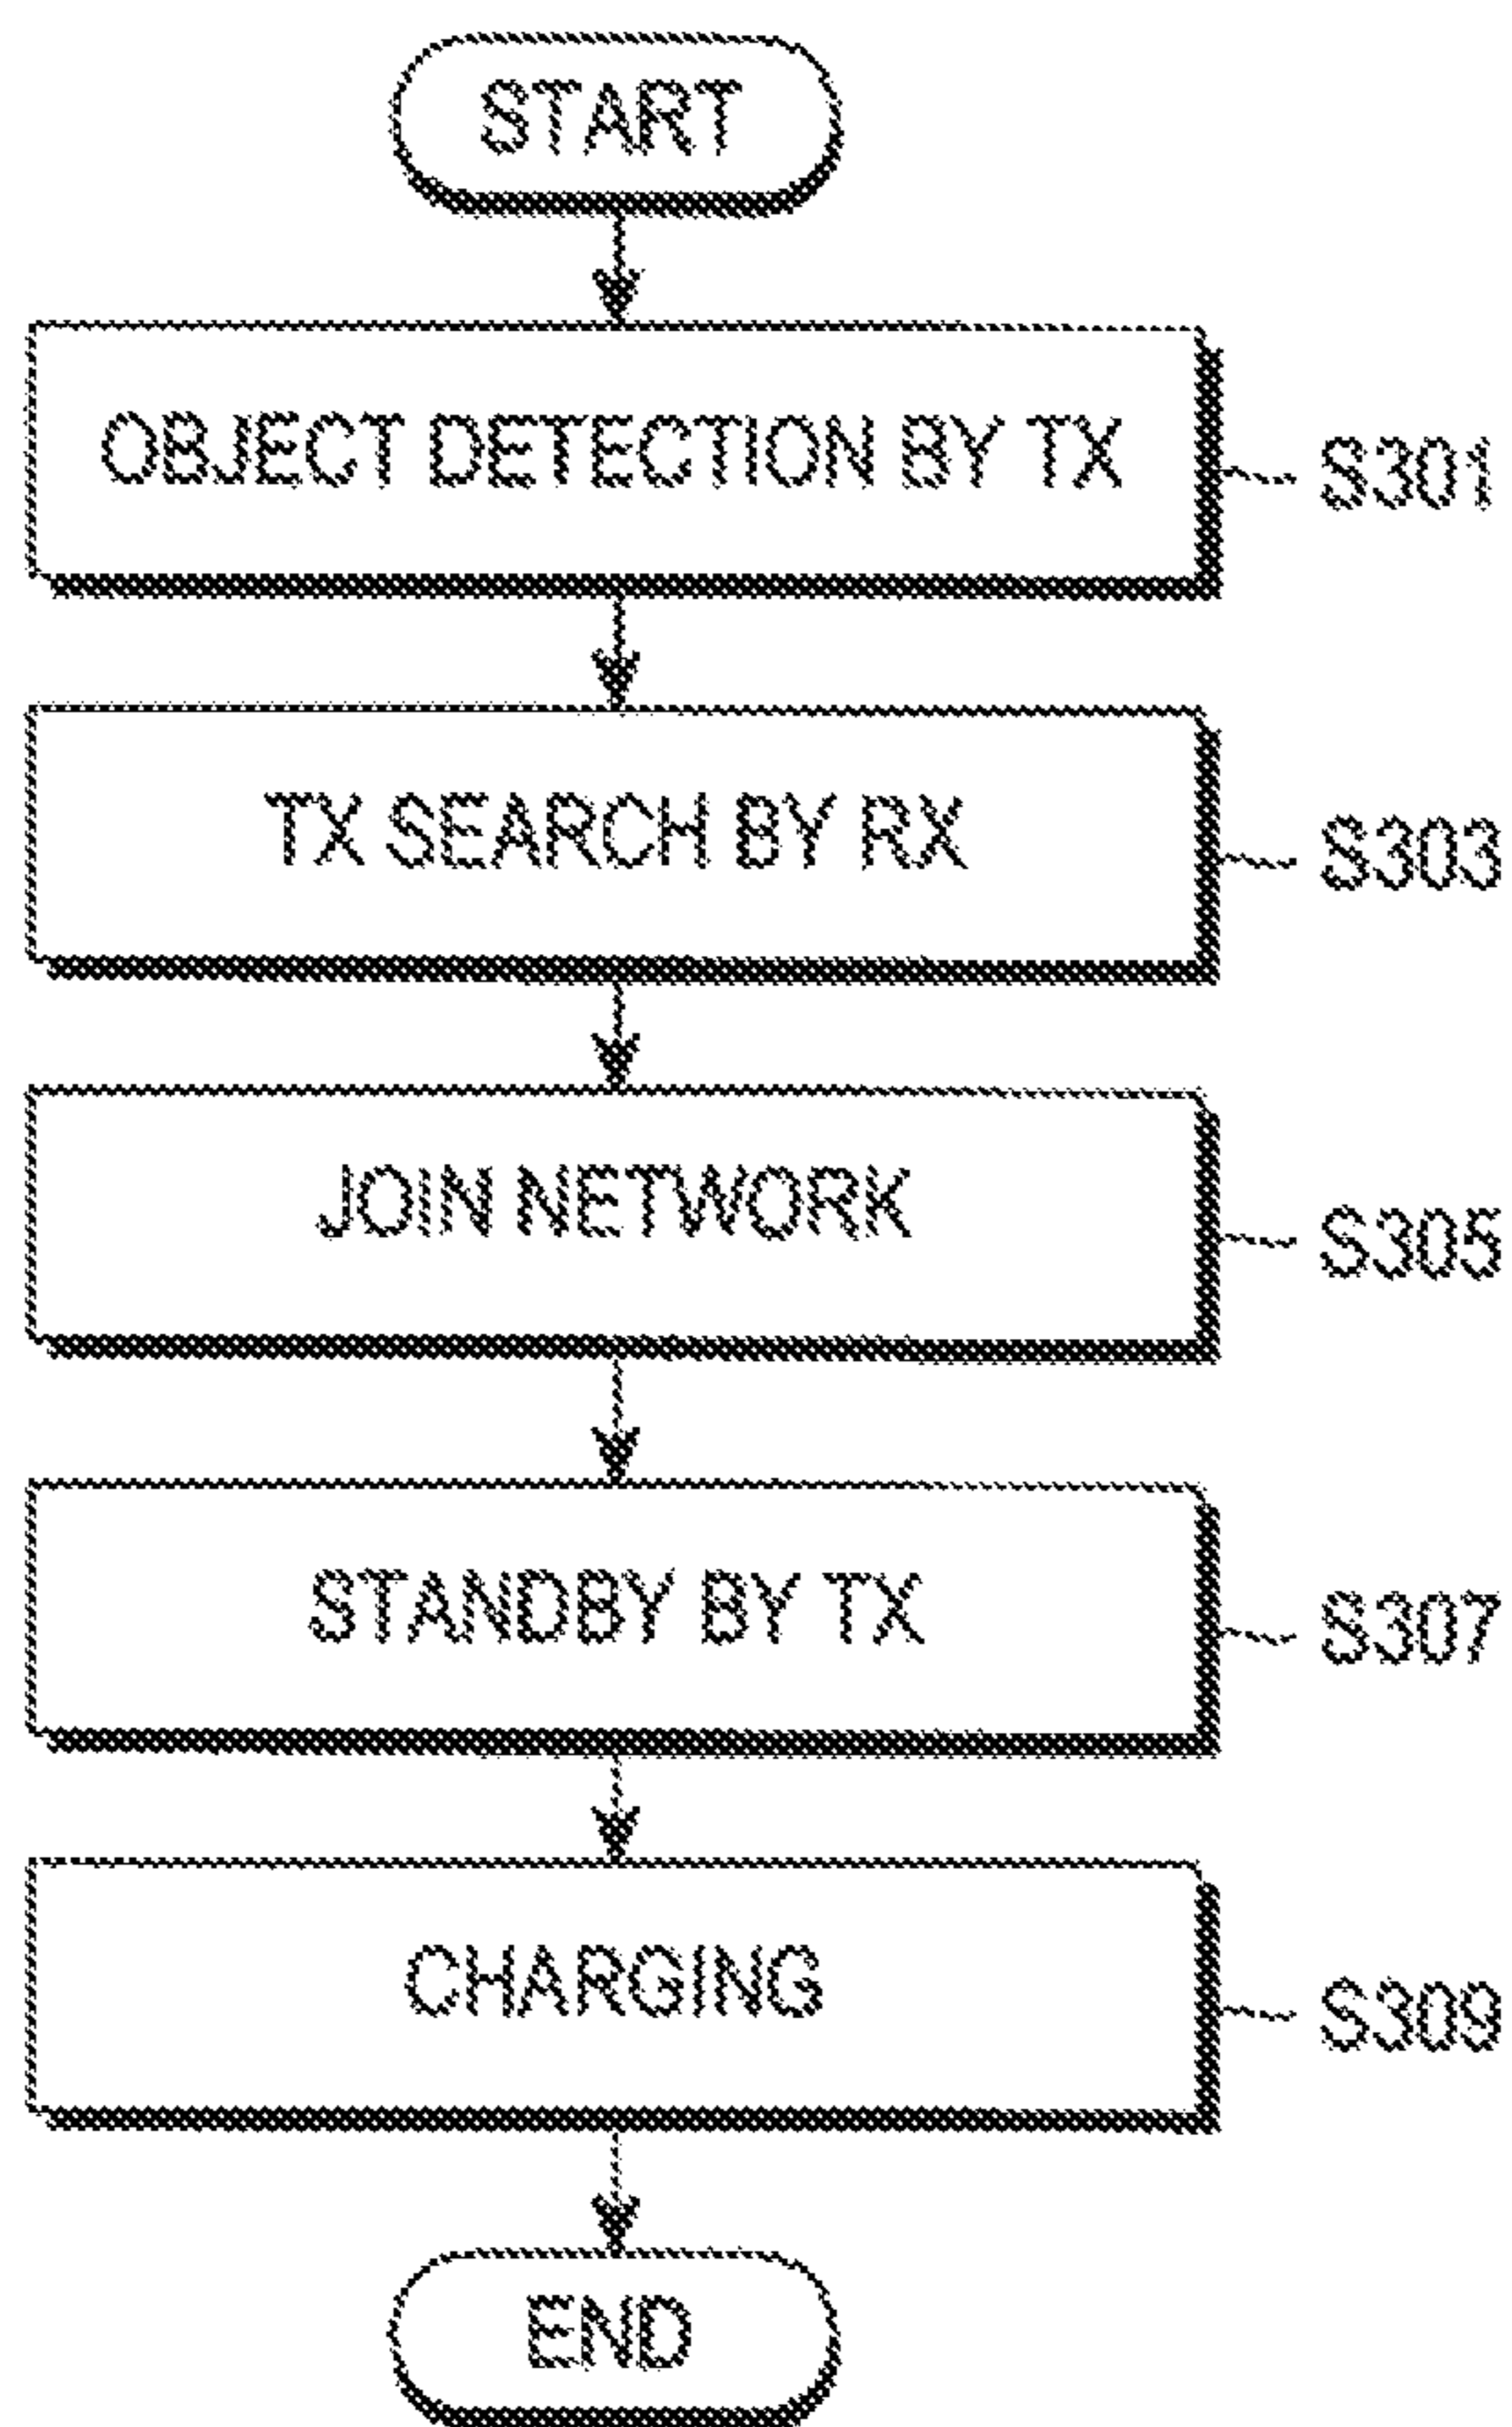 START
OBJECT DETECTION BY TX
S301
TX SEARCH BY RX
S303
JOIN NETWORK
S305
STANDBY BY TX
S307
CHARGING
S309
END